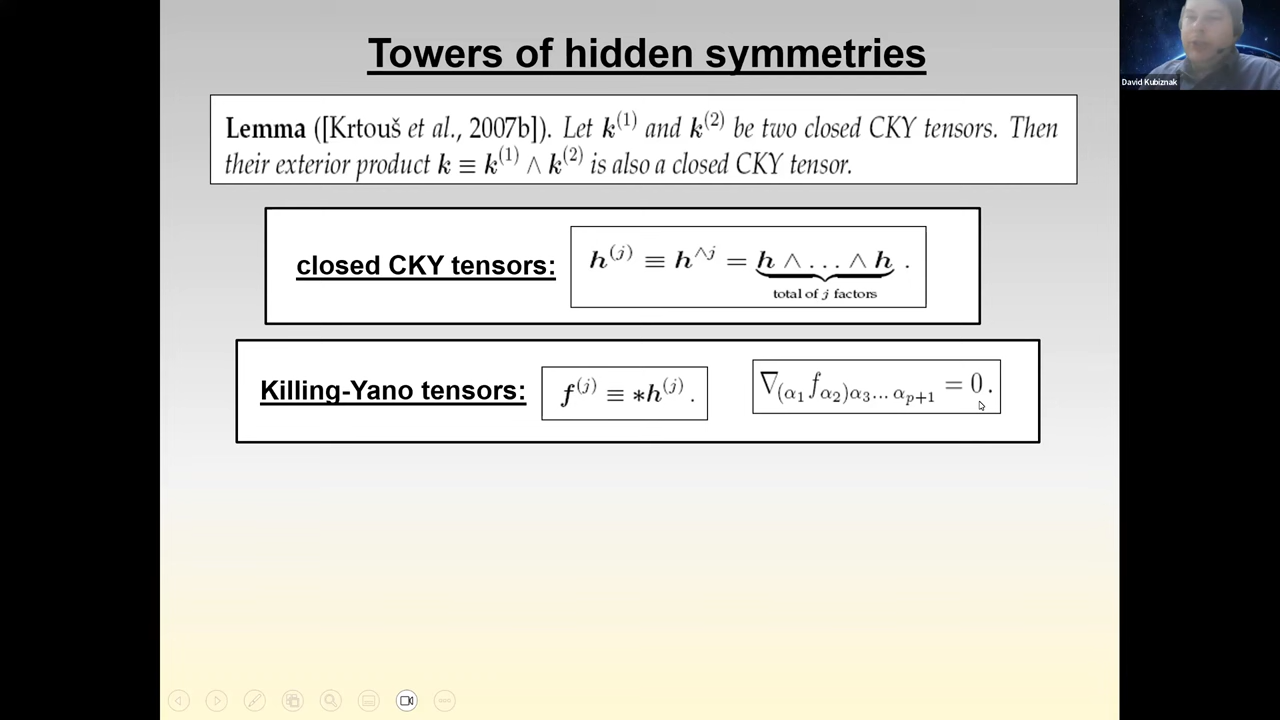 Towers of hidden symmetries
David Kubiznak
Lemma ([Krtouš et al., 2007b]). Let k⁽¹⁾ and k⁽²⁾ be two closed CKY tensors. Then
their exterior product k ≡ k⁽¹⁾ ∧ k⁽²⁾ is also a closed CKY tensor.
closed CKY tensors: h⁽ʲ⁾ ≡ h^∧j = h ∧ . . . ∧ h .
total of j factors
Killing-Yano tensors: f⁽ʲ⁾ ≡ ∗h⁽ʲ⁾ . ∇_(α₁ f_α₂)α₃… α_p+1 = 0 .